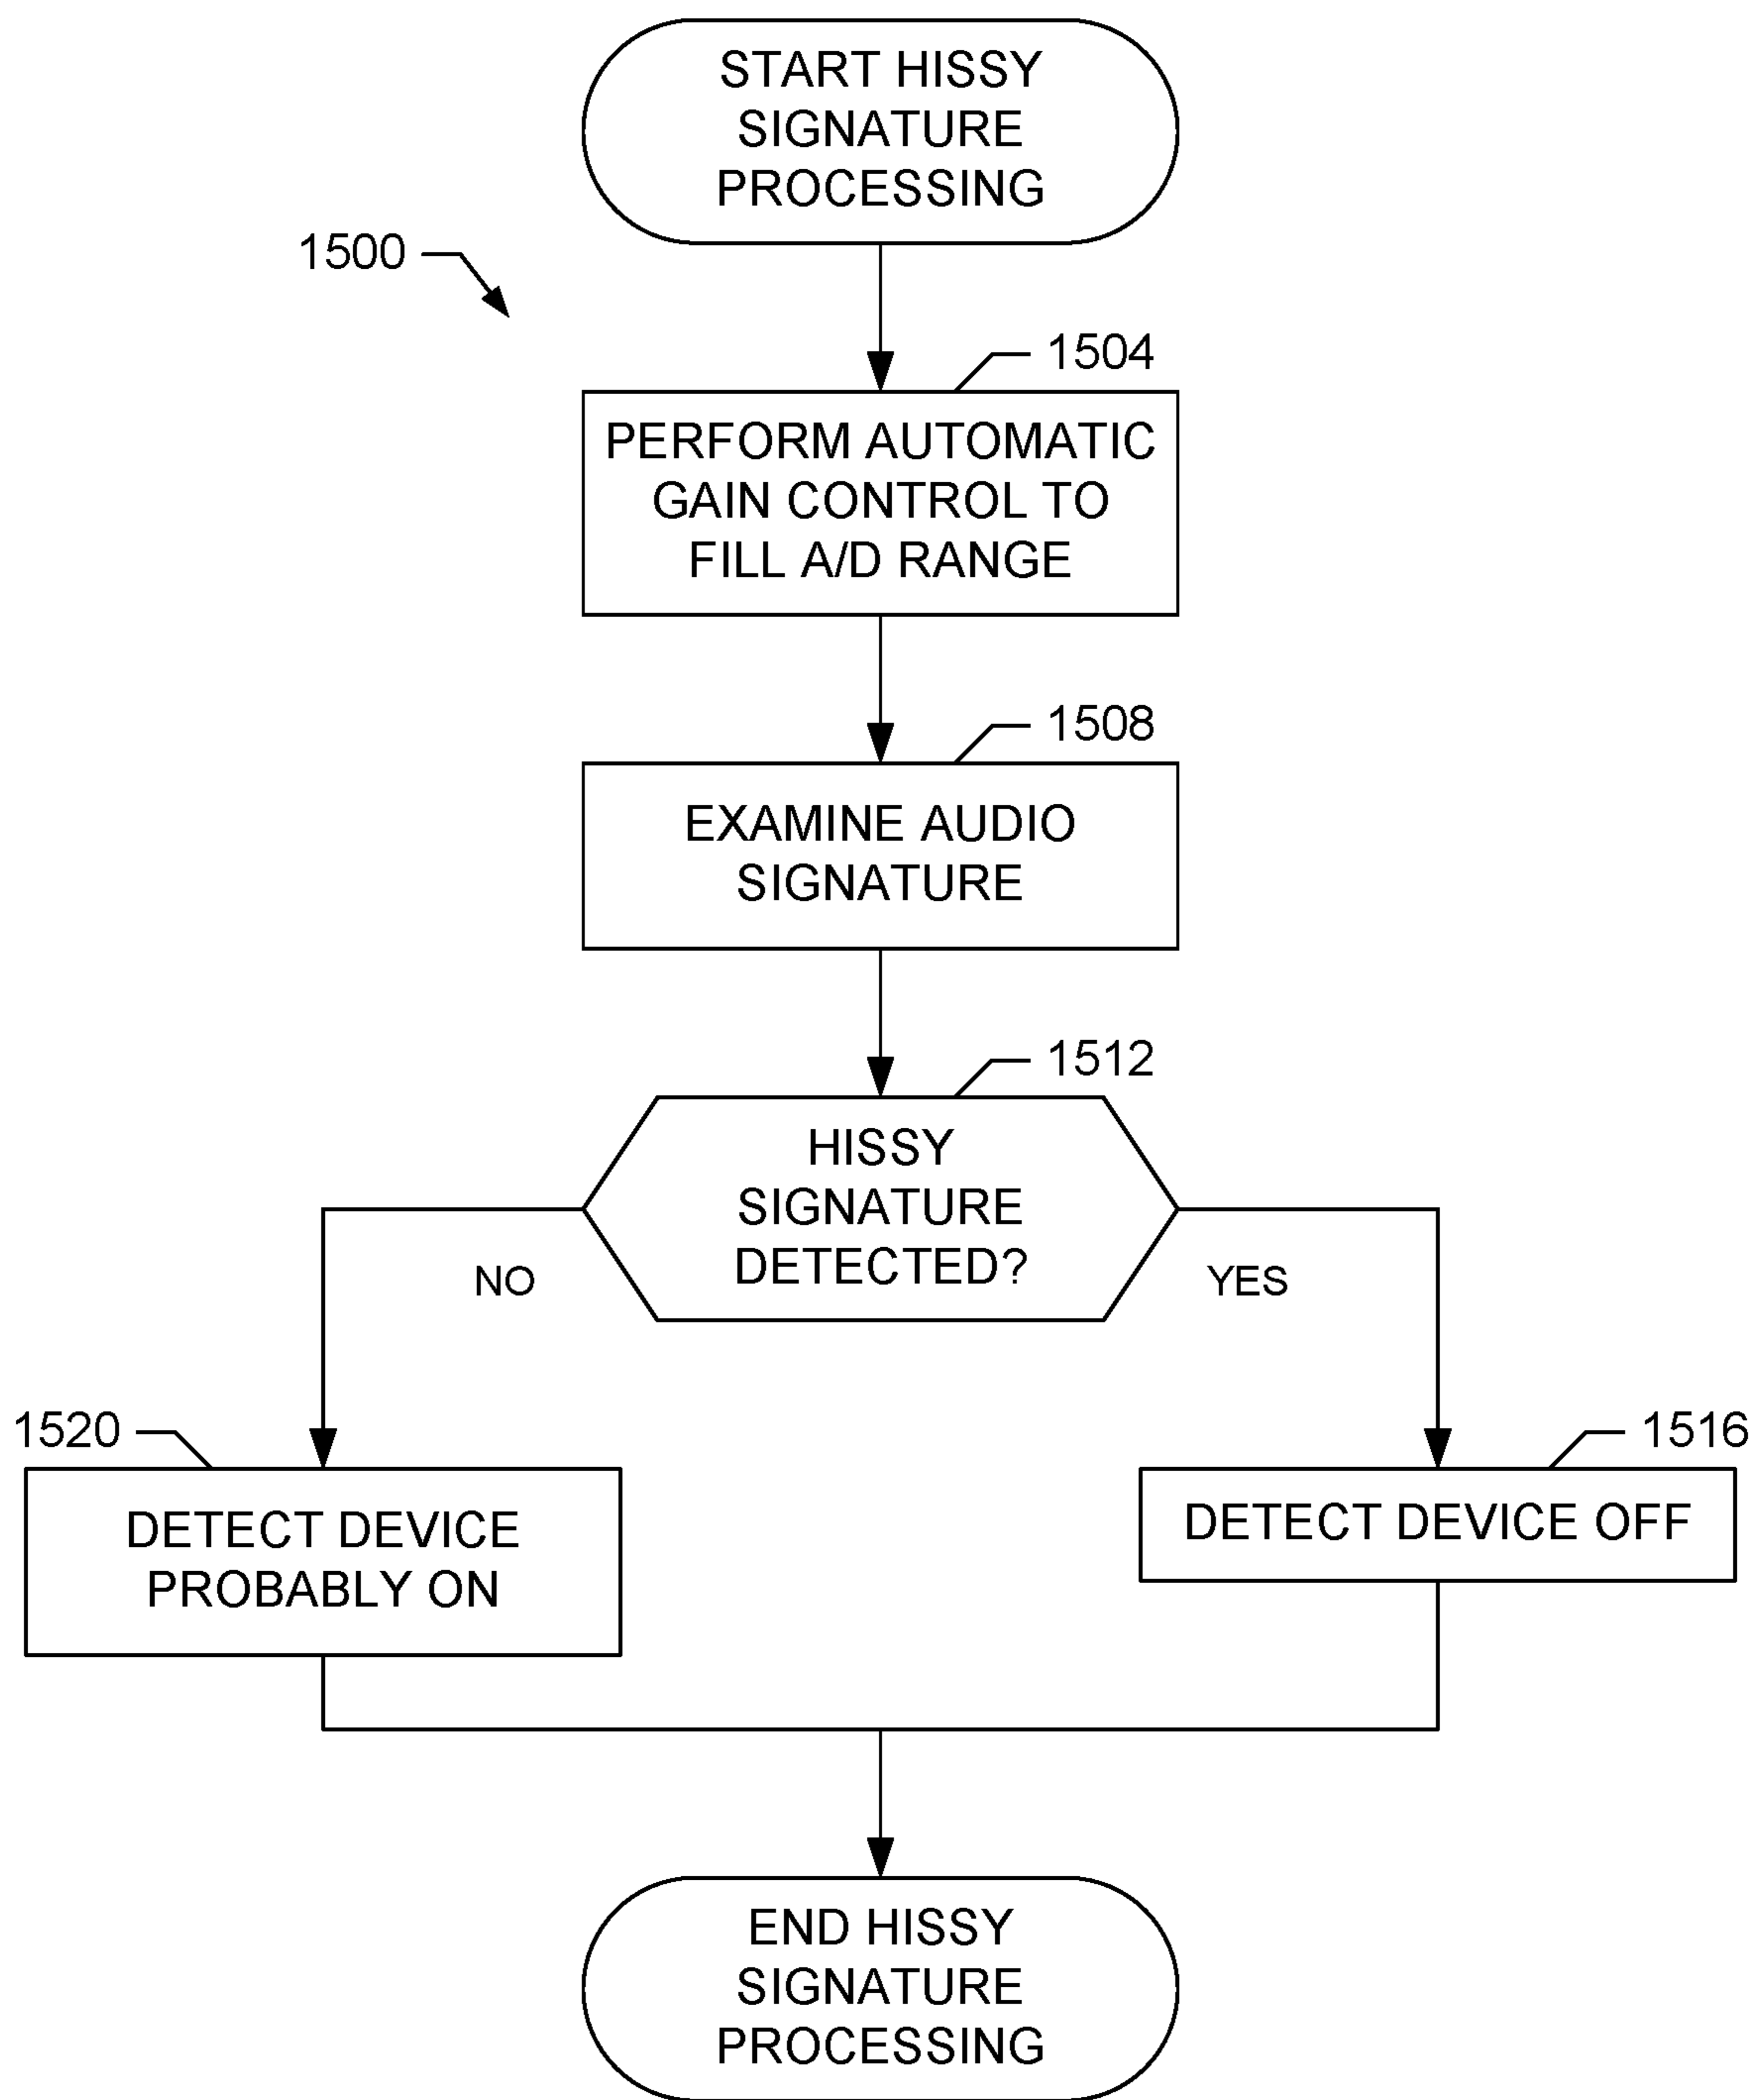 START HISSY
SIGNATURE
PROCESSING
1500
1504
PERFORM AUTOMATIC
GAIN CONTROL TO
FILL A/D RANGE
1508
EXAMINE AUDIO
SIGNATURE
1512
HISSY
SIGNATURE
DETECTED?
NO
YES
1520
DETECT DEVICE
PROBABLY ON
1516
DETECT DEVICE OFF
END HISSY
SIGNATURE
PROCESSING